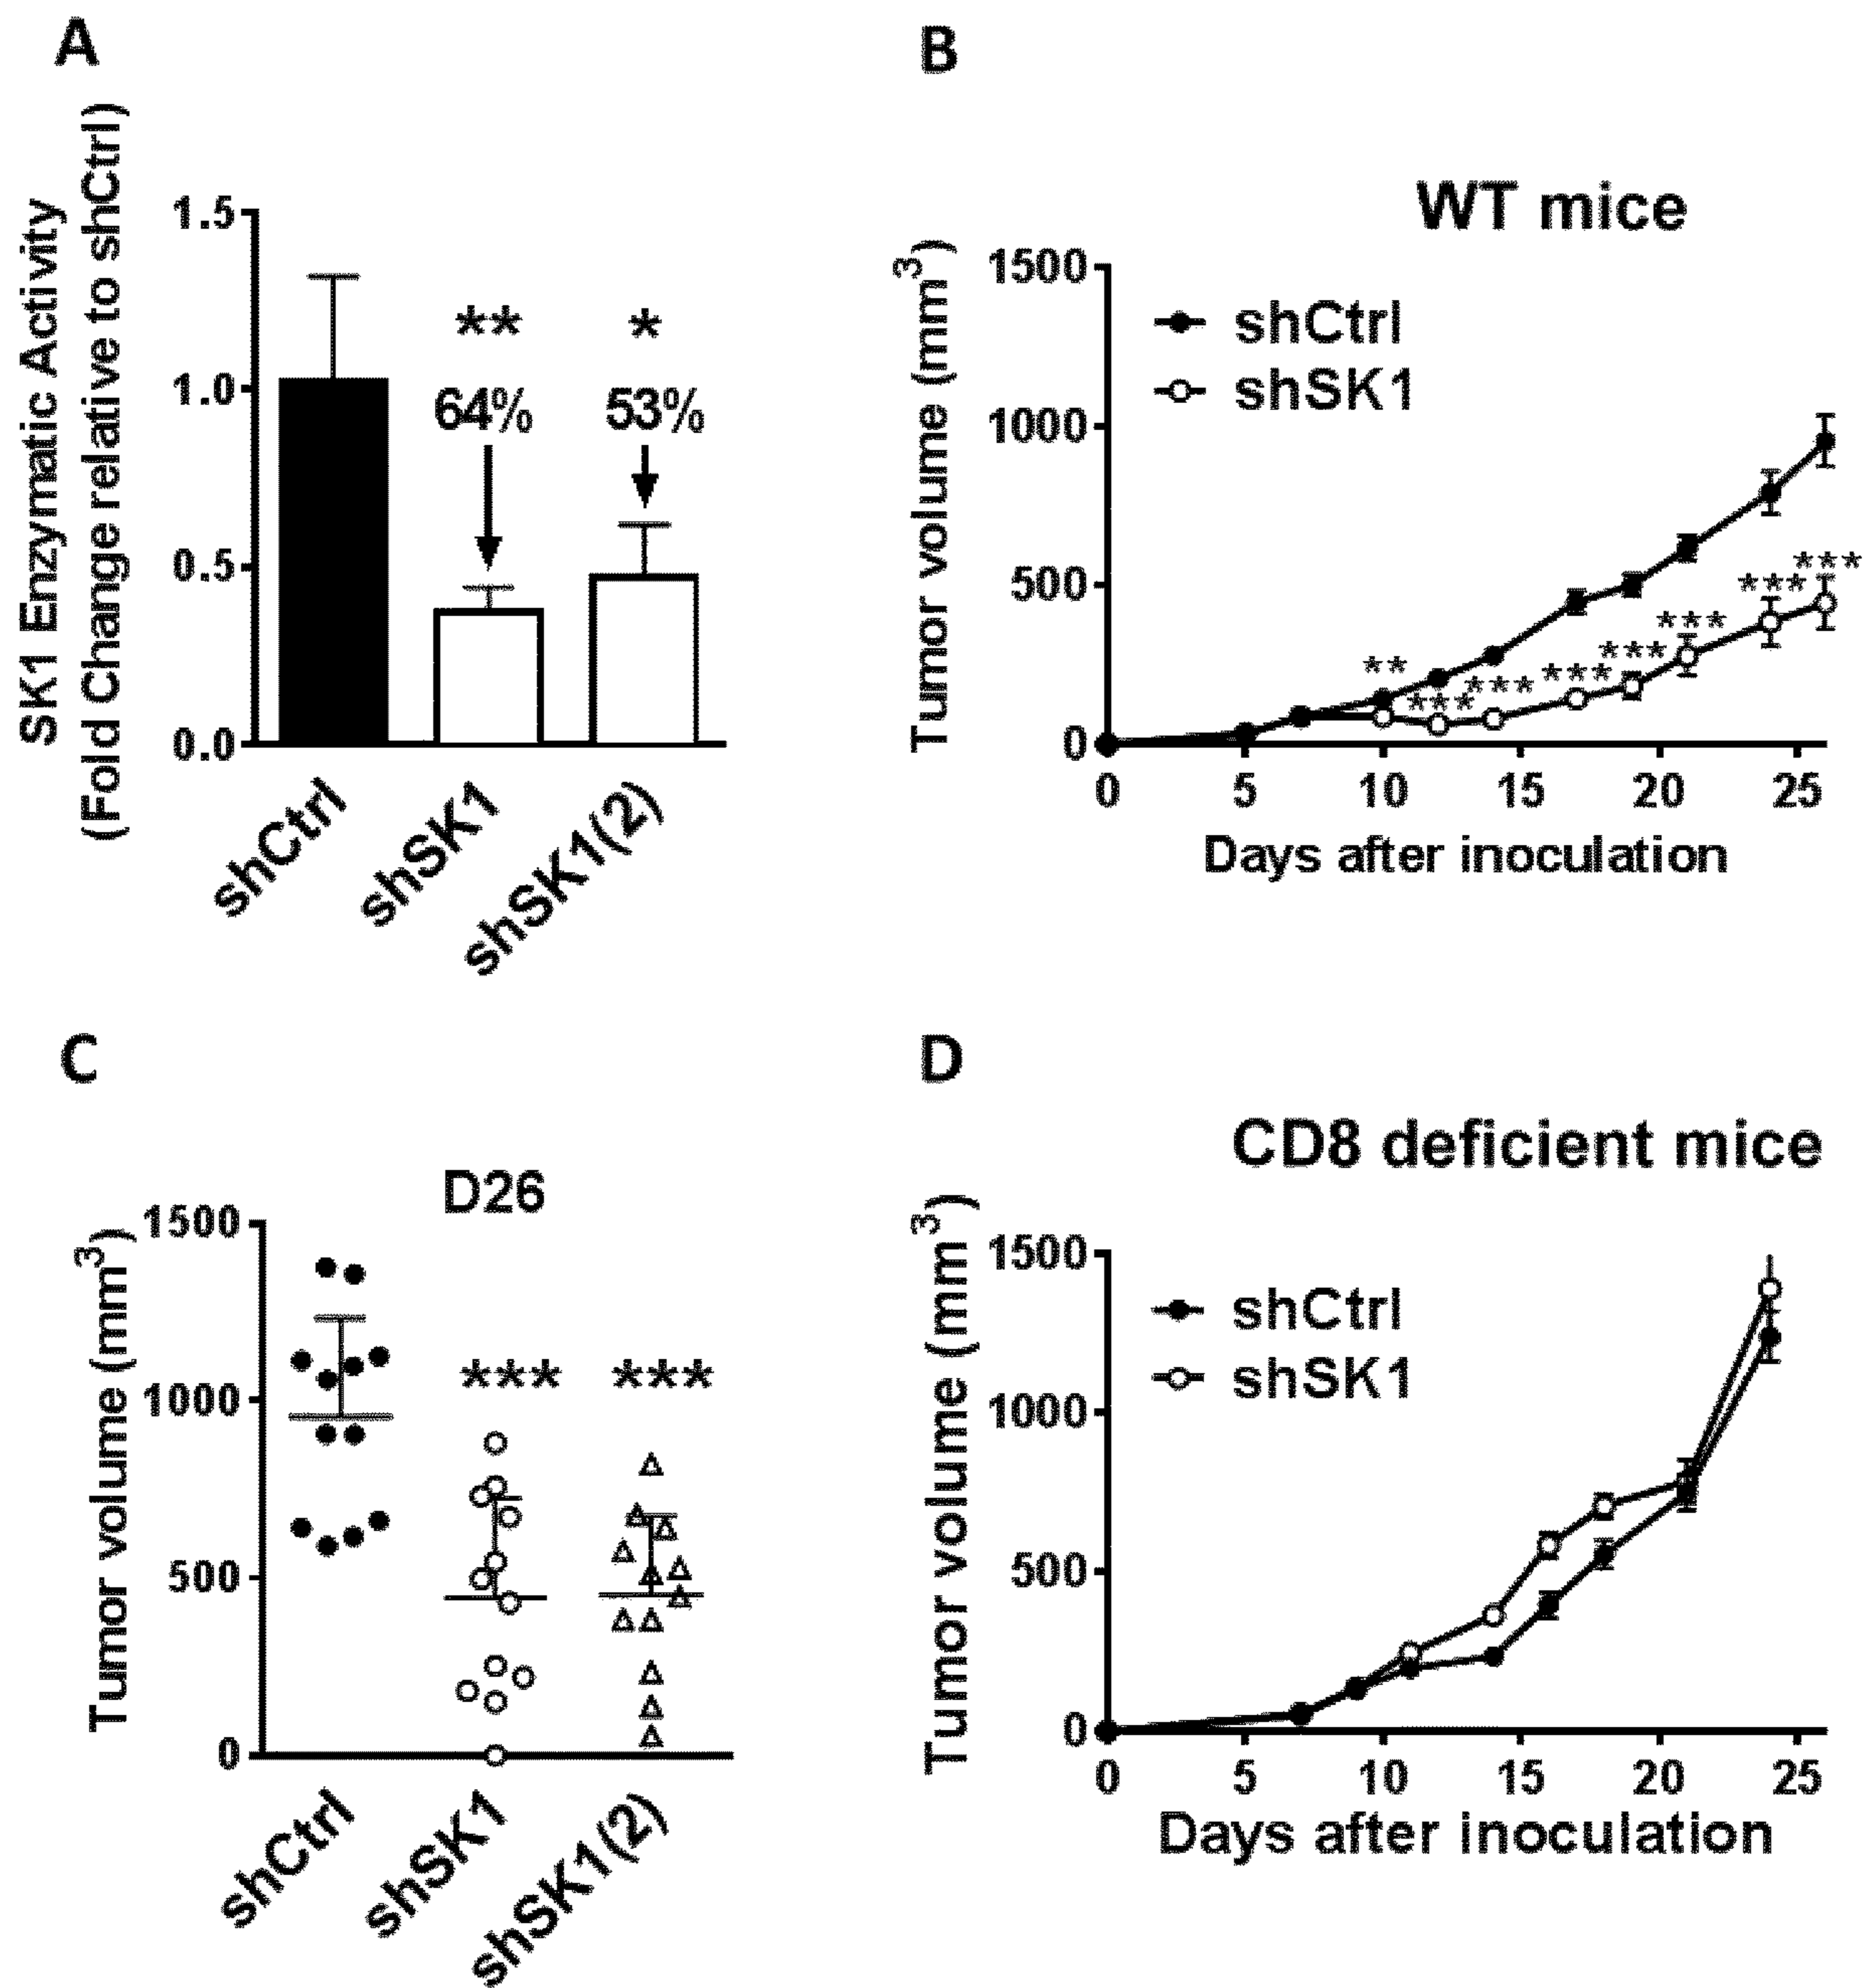 A
SK1 Enzymatic Activity
(Fold Change relative to shCtrl)
1.5
1.0
0.5
0.0
**
64%
*
53%
shCtrl
shSK1
shSK1(2)
B
WT mice
Tumor volume (mm3)
1500
1000
500
0
shCtrl
shSK1
**
***
***
***
***
***
***
***
0
5
10
15
20
25
Days after inoculation
C
D26
Tumor volume (mm3)
1500
1000
500
0
***
***
shCtrl
shSK1
shSK1(2)
D
CD8 deficient mice
Tumor volume (mm3)
1500
1000
500
0
shCtrl
shSK1
0
5
10
15
20
25
Days after inoculation